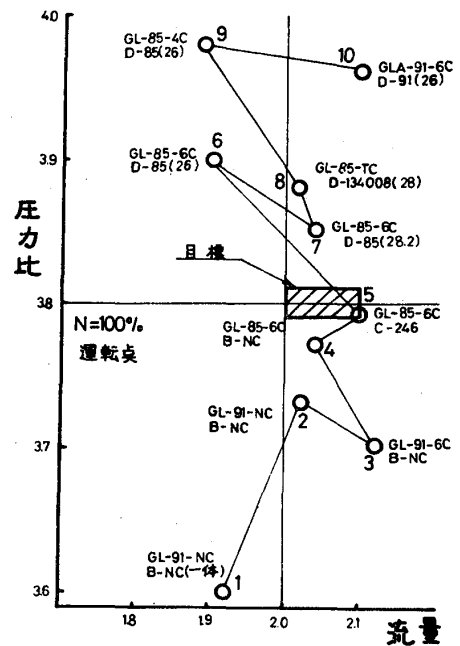 4.0
GL-85-4C
D-85(26)
9
10
GLA-91-6C
D-91(26)
3.9
GL-85-6C
D-85(26)
6
8
GL-85-TC
D-134008(28)
7
GL-85-6C
D-85(28.2)
圧力比
目標
3.8
5
GL-85-6C
C-246
N=100%
運転点
GL-85-6C
B-NC
4
GL-91-NC
B-NC
2
3.7
3
GL-91-6C
B-NC
GL-91-NC
B-NC(一体)
1
3.6
1.8
1.9
2.0
2.1
流量